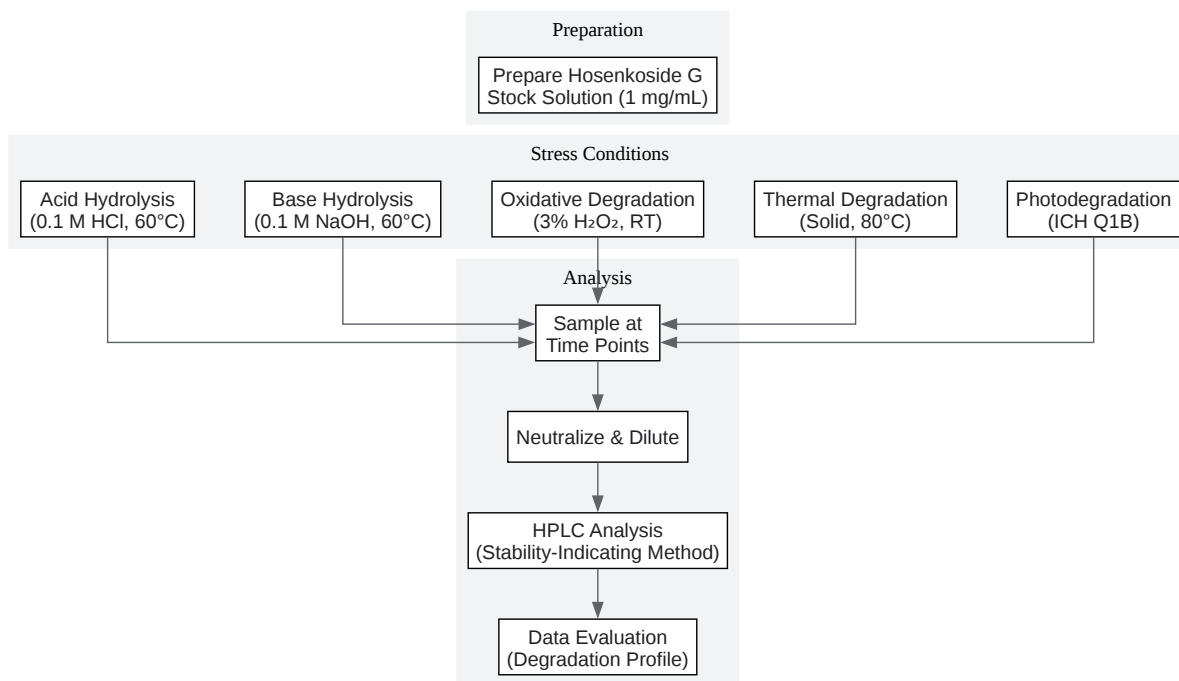 Preparation
Prepare Hosenkoside G
Stock Solution (1 mg/mL)
Stress Conditions
Acid Hydrolysis
(0.1 M HCl, 60°C)
Base Hydrolysis
(0.1 M NaOH, 60°C)
Oxidative Degradation
(3% H₂O₂, RT)
Thermal Degradation
(Solid, 80°C)
Photodegradation
(ICH Q1B)
Analysis
Sample at
Time Points
Neutralize & Dilute
HPLC Analysis
(Stability-Indicating Method)
Data Evaluation
(Degradation Profile)